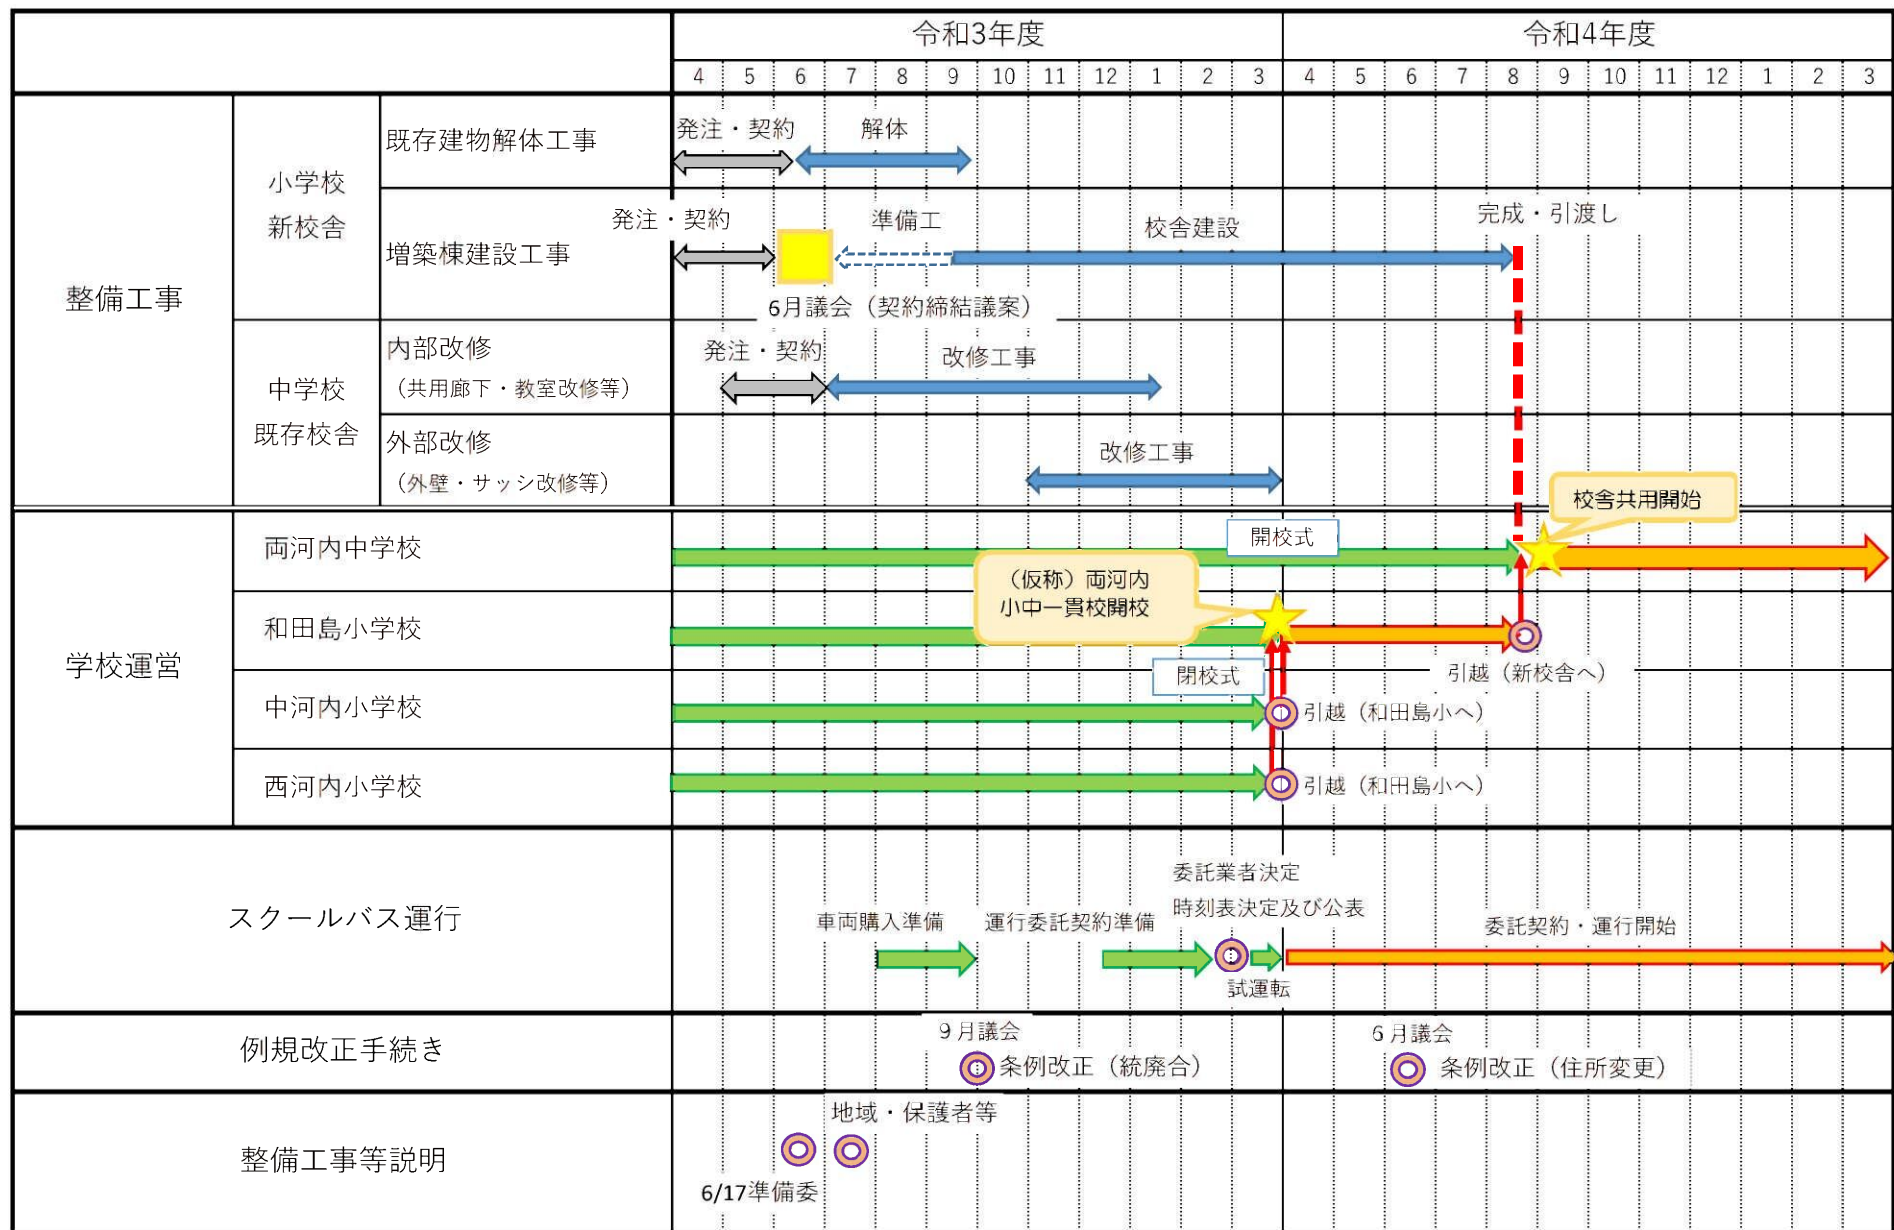 令和3年度
令和4年度
4 5 6 7 8 9 10 11 12 1 2 3 4 5 6 7 8 9 10 11 12 1 2 3
整備工事
小学校
新校舎
既存建物解体工事
発注・契約
解体
増築棟建設工事
発注・契約
準備工
校舎建設
完成・引渡し
6月議会（契約締結議案）
中学校
既存校舎
内部改修
（共用廊下・教室改修等）
発注・契約
改修工事
外部改修
（外壁・サッシ改修等）
改修工事
学校運営
両河内中学校
開校式
校舎共用開始
和田島小学校
（仮称）両河内
小中一貫校開校
閉校式
引越（新校舎へ）
中河内小学校
引越（和田島小へ）
西河内小学校
引越（和田島小へ）
スクールバス運行
車両購入準備
運行委託契約準備
委託業者決定
時刻表決定及び公表
試運転
委託契約・運行開始
例規改正手続き
９月議会
条例改正（統廃合）
６月議会
条例改正（住所変更）
整備工事等説明
地域・保護者等
6/17準備委